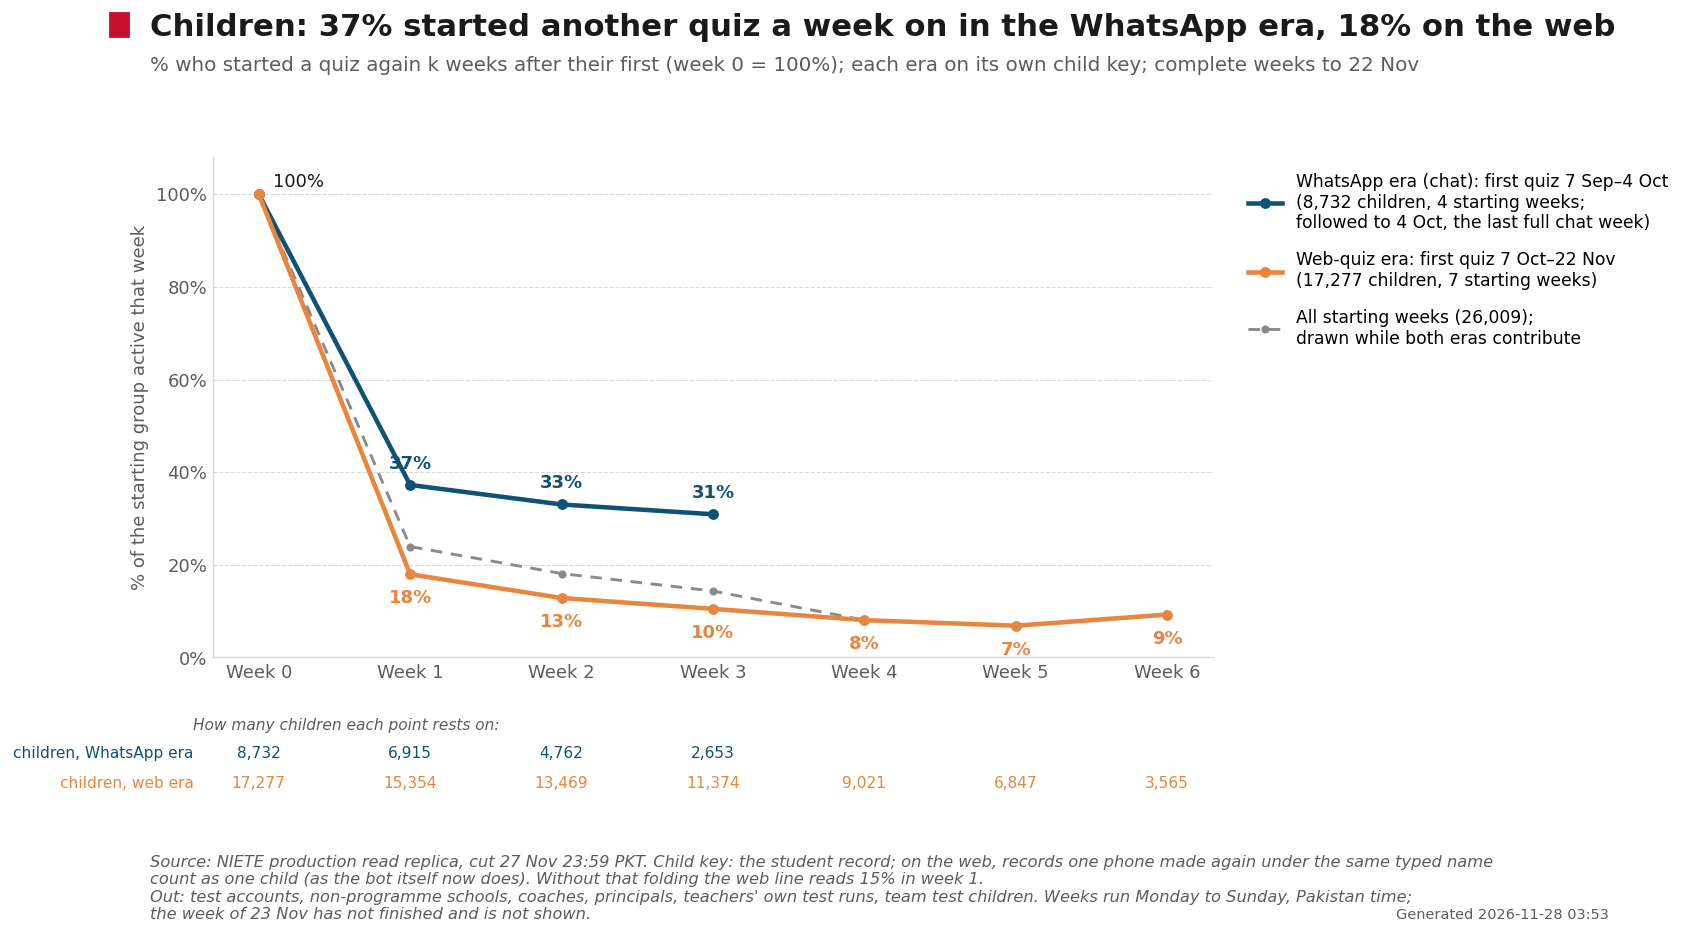 Children: 37% started another quiz a week on in the WhatsApp era, 18% on the web
% who started a quiz again k weeks after their first (week 0 = 100%); each era on its own child key; complete weeks to 22 Nov
% of the starting group active that week
100%
80%
60%
40%
20%
0%
100%
37%
33%
31%
18%
13%
10%
8%
7%
9%
Week 0 Week 1 Week 2 Week 3 Week 4 Week 5 Week 6
WhatsApp era (chat): first quiz 7 Sep–4 Oct
(8,732 children, 4 starting weeks;
followed to 4 Oct, the last full chat week)
Web-quiz era: first quiz 7 Oct–22 Nov
(17,277 children, 7 starting weeks)
All starting weeks (26,009);
drawn while both eras contribute
How many children each point rests on:
children, WhatsApp era 8,732 6,915 4,762 2,653
children, web era 17,277 15,354 13,469 11,374 9,021 6,847 3,565
Source: NIETE production read replica, cut 27 Nov 23:59 PKT. Child key: the student record; on the web, records one phone made again under the same typed name
count as one child (as the bot itself now does). Without that folding the web line reads 15% in week 1.
Out: test accounts, non-programme schools, coaches, principals, teachers' own test runs, team test children. Weeks run Monday to Sunday, Pakistan time;
the week of 23 Nov has not finished and is not shown.
Generated 2026-11-28 03:53